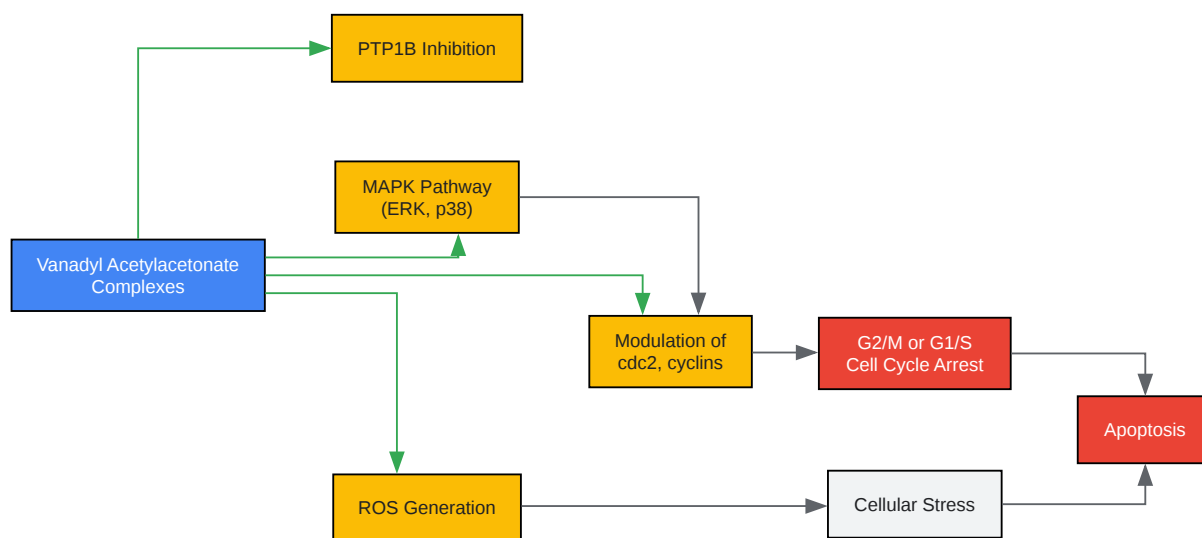 PTP1B Inhibition
MAPK Pathway
(ERK, p38)
Vanadyl Acetylacetonate
Complexes
Modulation of
cdc2, cyclins
G2/M or G1/S
Cell Cycle Arrest
Apoptosis
ROS Generation
Cellular Stress